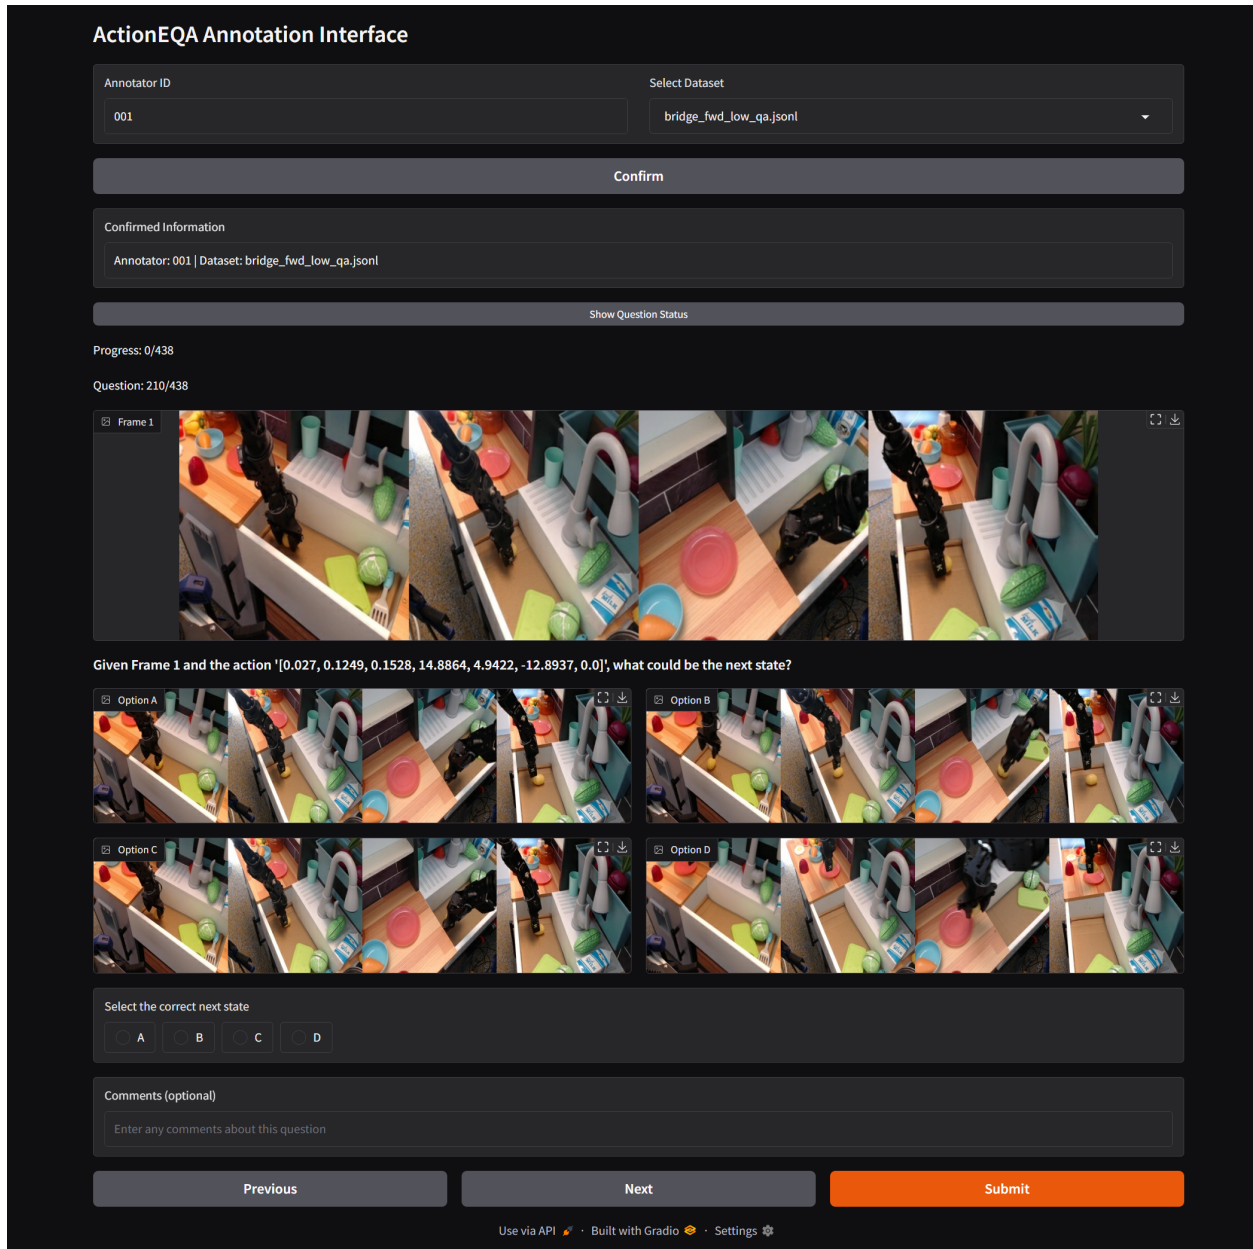 ActionEQA Annotation Interface
Annotator ID
Select Dataset
001
bridge_fwd_low_qa.jsonl
Confirm
Confirmed Information
Annotator: 001 | Dataset: bridge_fwd_low_qa.jsonl
Show Question Status
Progress: 0/438
Question: 210/438
Frame 1
MILK
MILK
Given Frame 1 and the action '[0.027, 0.1249, 0.1528, 14.8864, 4.9422, -12.8937, 0.0]', what could be the next state?
Option A
Option B
Option C
Option D
Select the correct next state
A
B
C
D
Comments (optional)
Enter any comments about this question
Previous
Next
Submit
Use via API · Built with Gradio · Settings